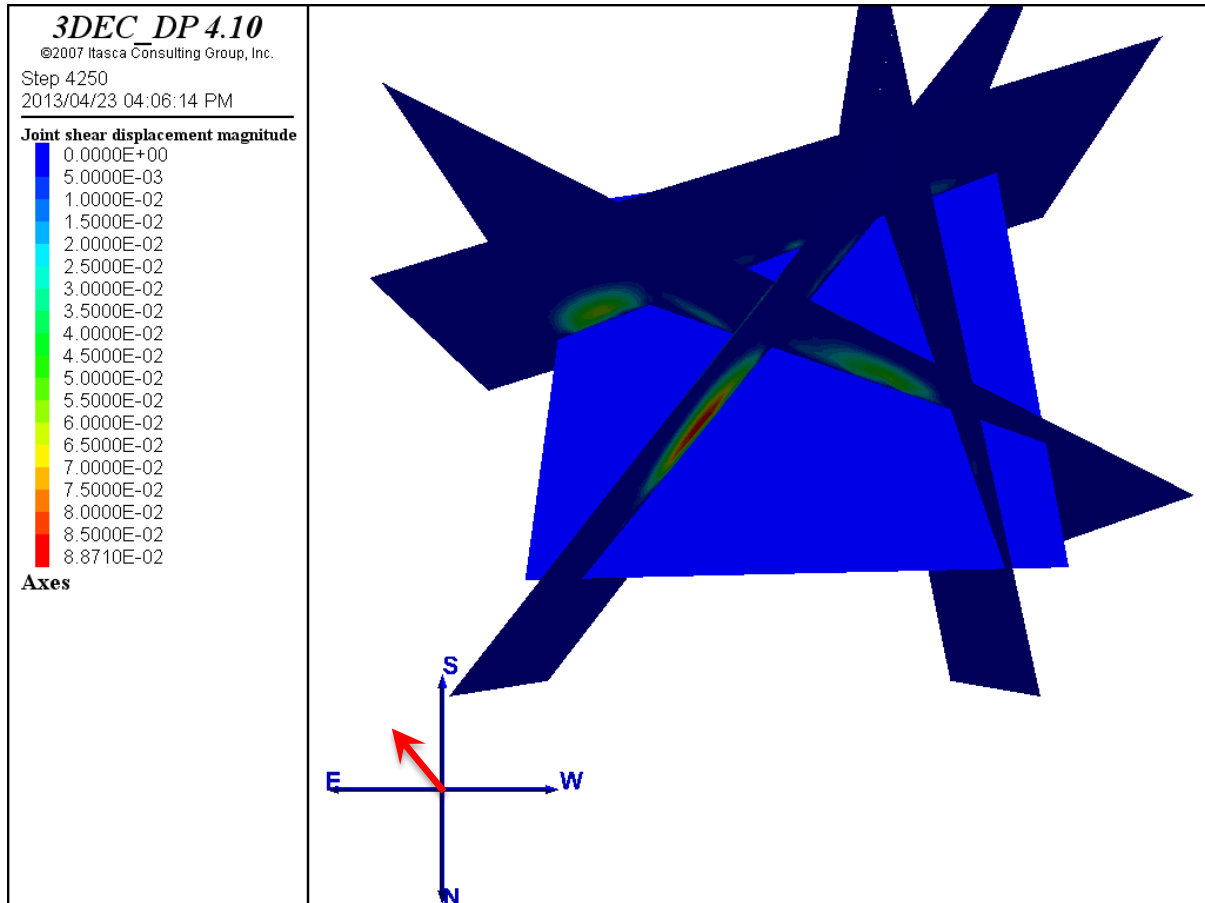 3DEC_DP 4.10
©2007 Itasca Consulting Group, Inc.
Step 4250
2013/04/23 04:06:14 PM
Joint shear displacement magnitude
0.0000E+00
5.0000E-03
1.0000E-02
1.5000E-02
2.0000E-02
2.5000E-02
3.0000E-02
3.5000E-02
4.0000E-02
4.5000E-02
5.0000E-02
5.5000E-02
6.0000E-02
6.5000E-02
7.0000E-02
7.5000E-02
8.0000E-02
8.5000E-02
8.8710E-02
Axes
S
E
W
N